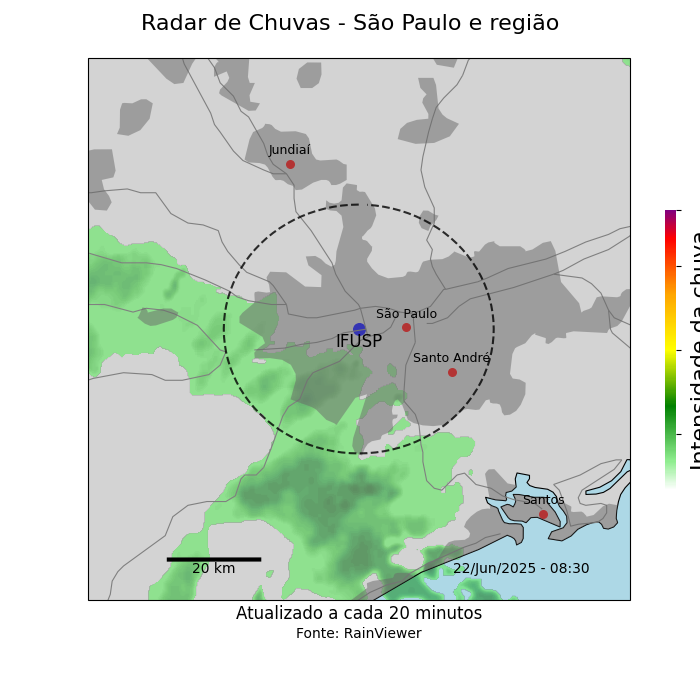 Radar de Chuvas - São Paulo e região
Jundiaí
São Paulo
IFUSP
Santo André
Santos
20 km
22/Jun/2025 - 08:30
Intensidade da chuva
Atualizado a cada 20 minutos
Fonte: RainViewer